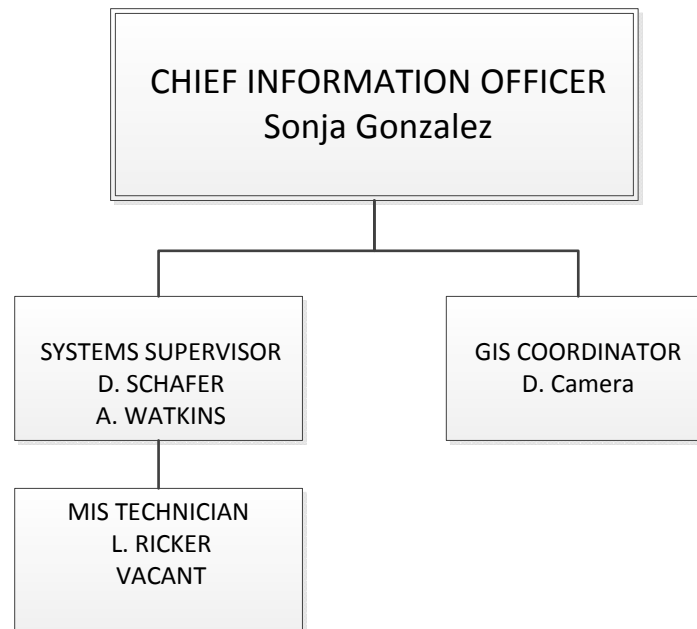 CHIEF INFORMATION OFFICER
Sonja Gonzalez
SYSTEMS SUPERVISOR
D. SCHAFER
A. WATKINS
GIS COORDINATOR
D. Camera
MIS TECHNICIAN
L. RICKER
VACANT